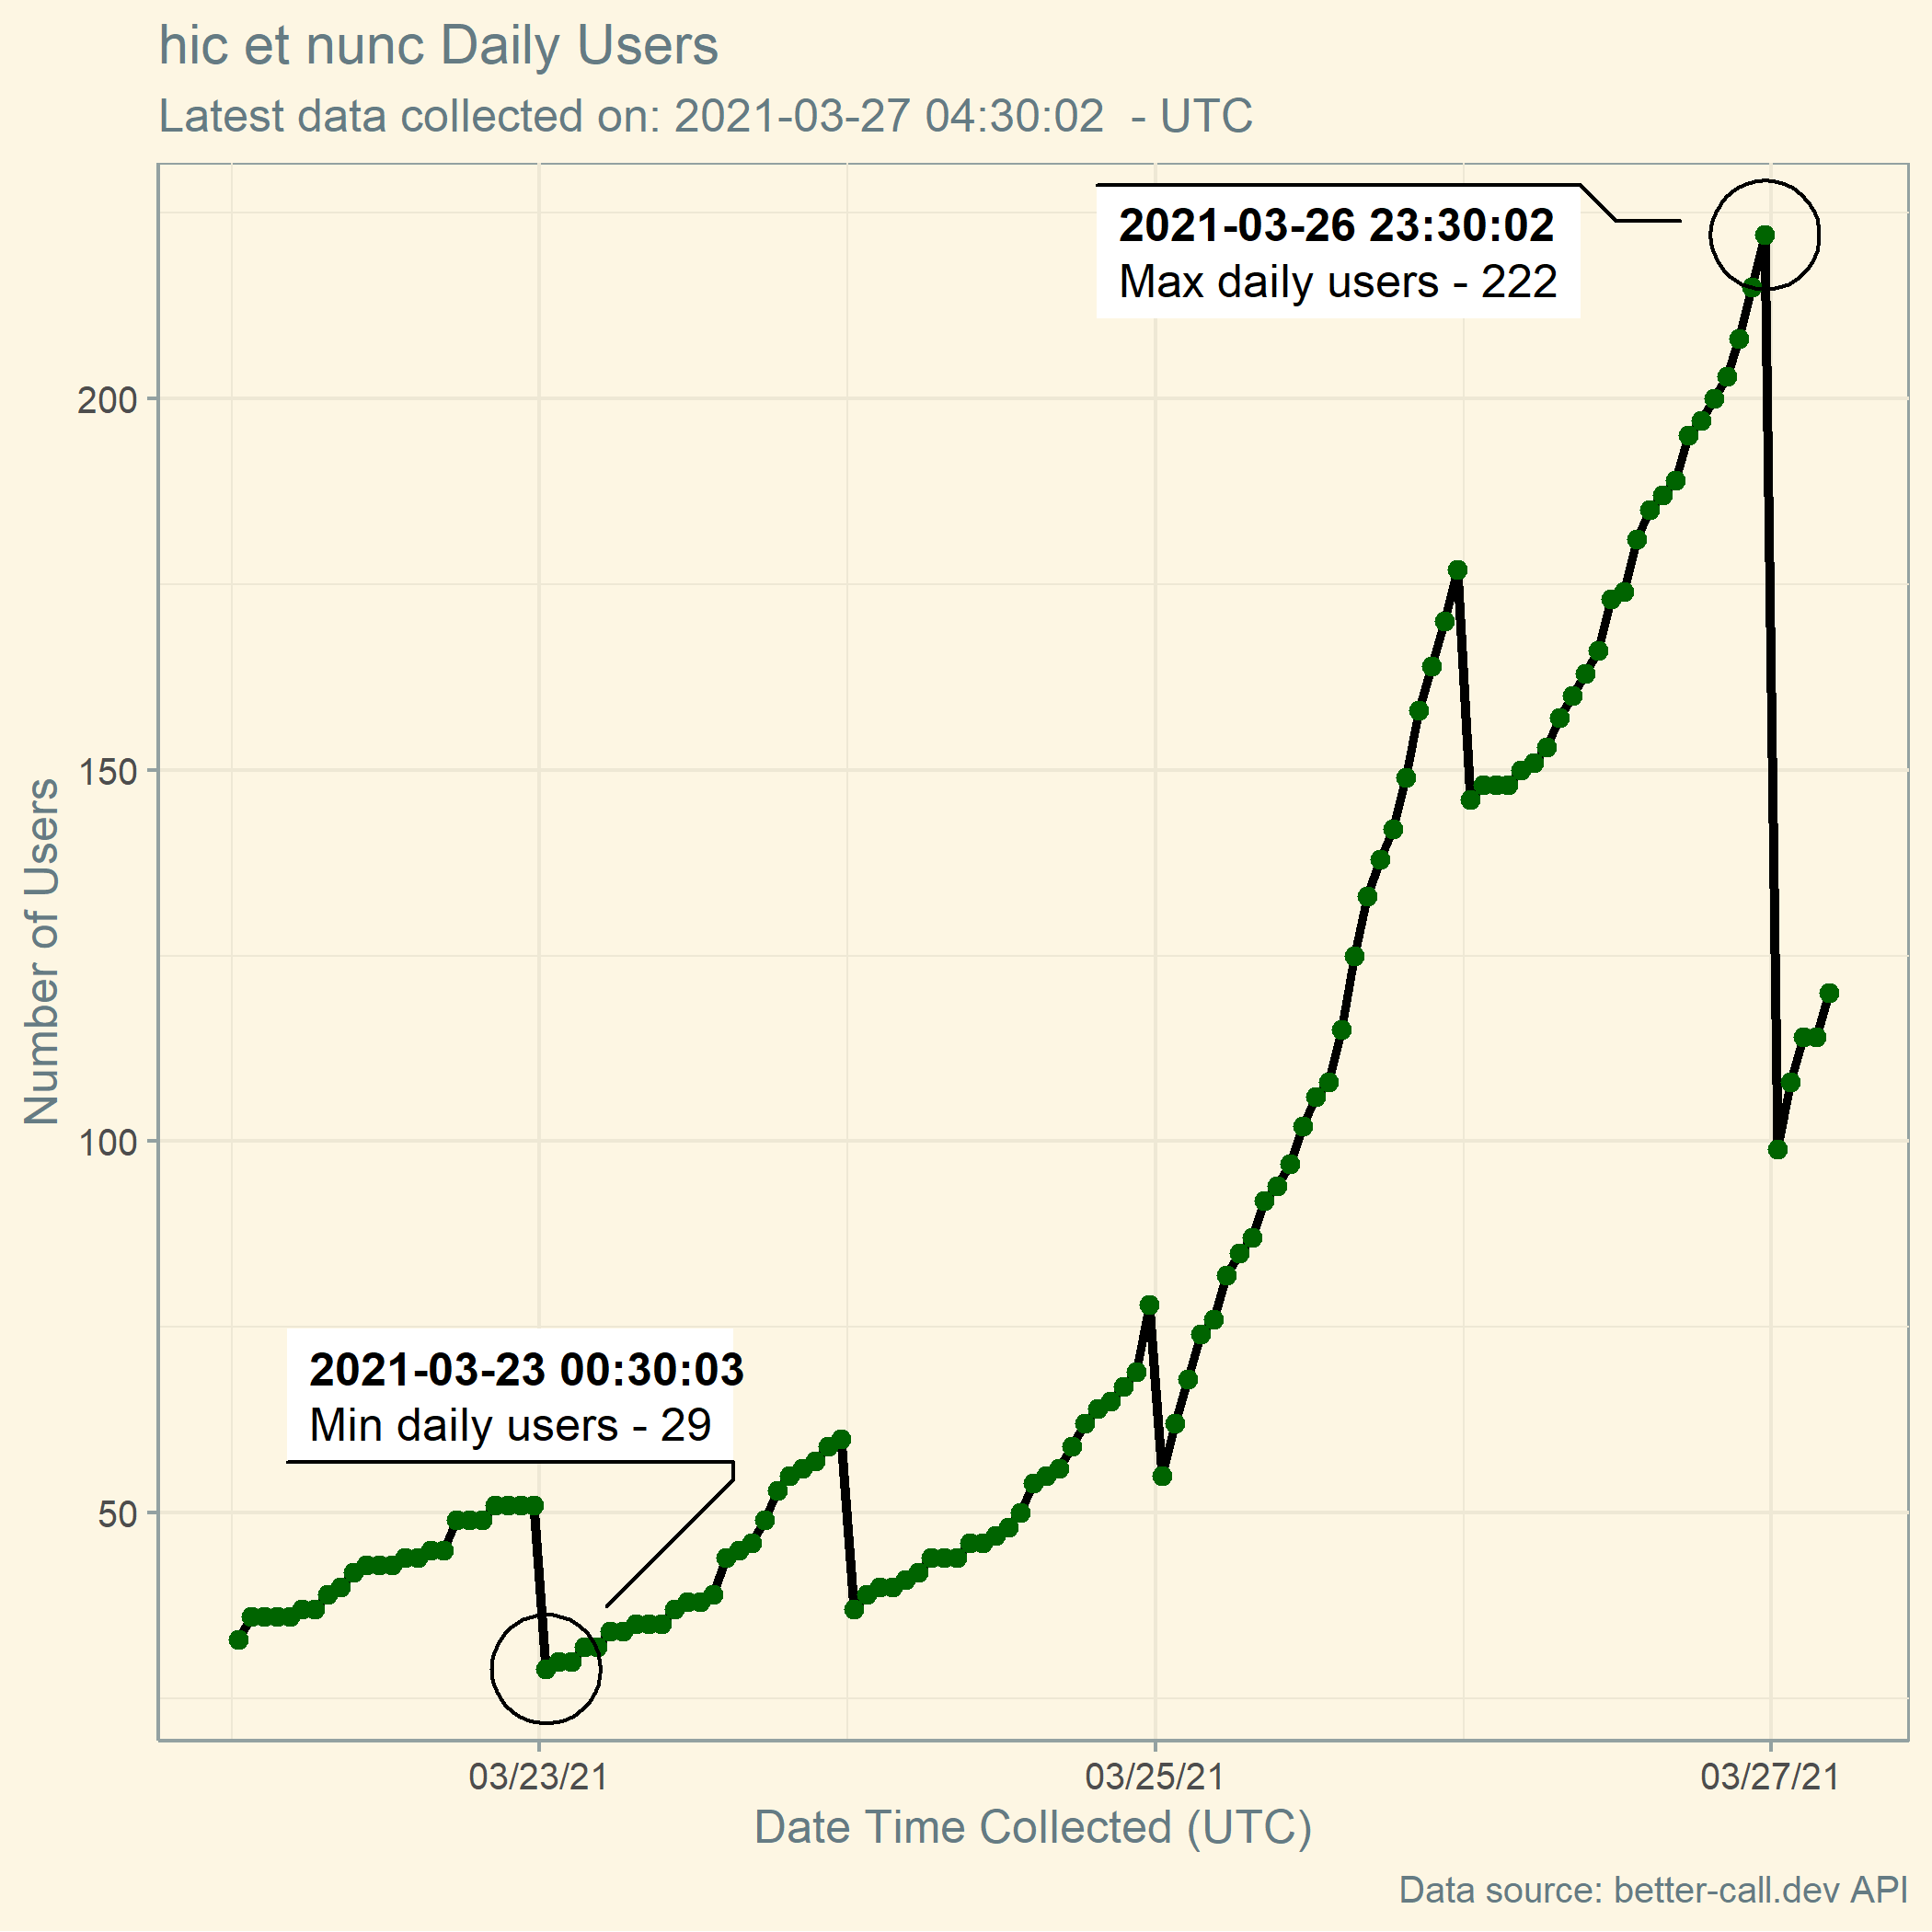 hic et nunc Daily Users
Latest data collected on: 2021-03-27 04:30:02  - UTC
2021-03-26 23:30:02
Max daily users - 222
200
150
100
50
Number of Users
2021-03-23 00:30:03
Min daily users - 29
03/23/21
03/25/21
03/27/21
Date Time Collected (UTC)
Data source: better-call.dev API